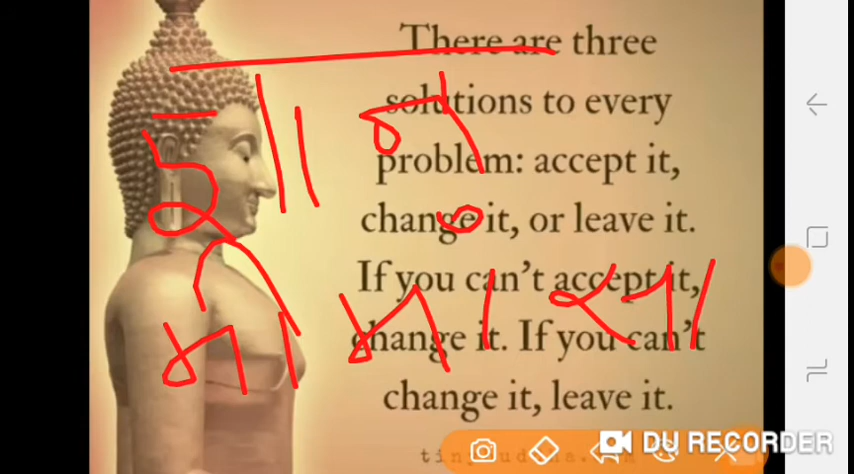 There are three
solutions to every
problem: accept it,
change it, or leave it.
If you can't accept it,
change it. If you can't
change it, leave it.
DU RECORDER